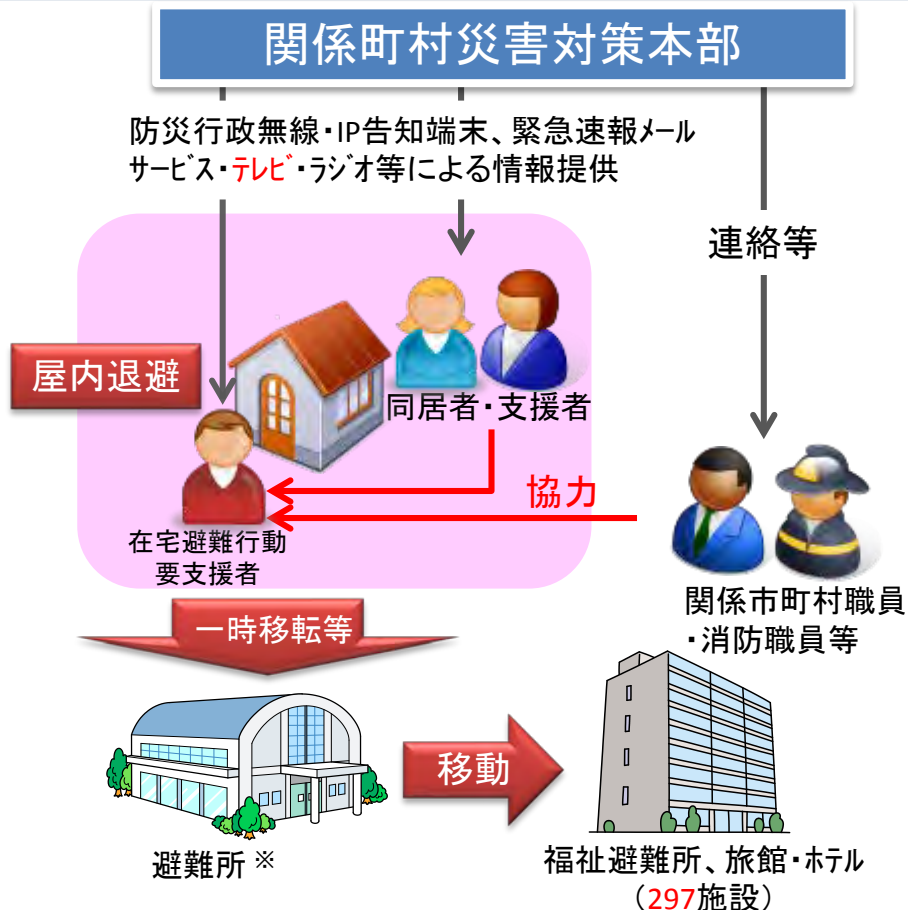 関係町村災害対策本部
防災行政無線・IP告知端末、緊急速報メール
サービス・テレビ・ラジオ等による情報提供
連絡等
屋内退避
同居者・支援者
協力
在宅避難行動
要支援者
関係市町村職員
・消防職員等
一時移転等
移動
避難所※
福祉避難所、旅館・ホテル
(297施設)